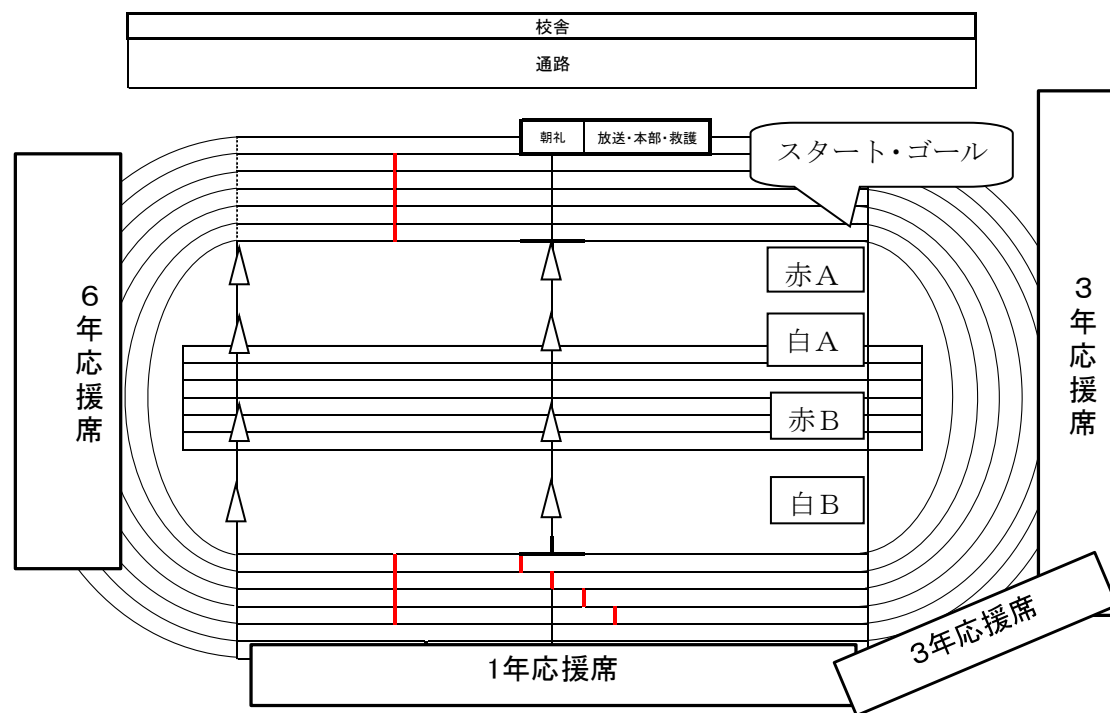 校舎
通路
朝礼
放送・本部・救護
スタート・ゴール
赤A
白A
赤B
白B
6年応援席
3年応援席
3年応援席
1年応援席